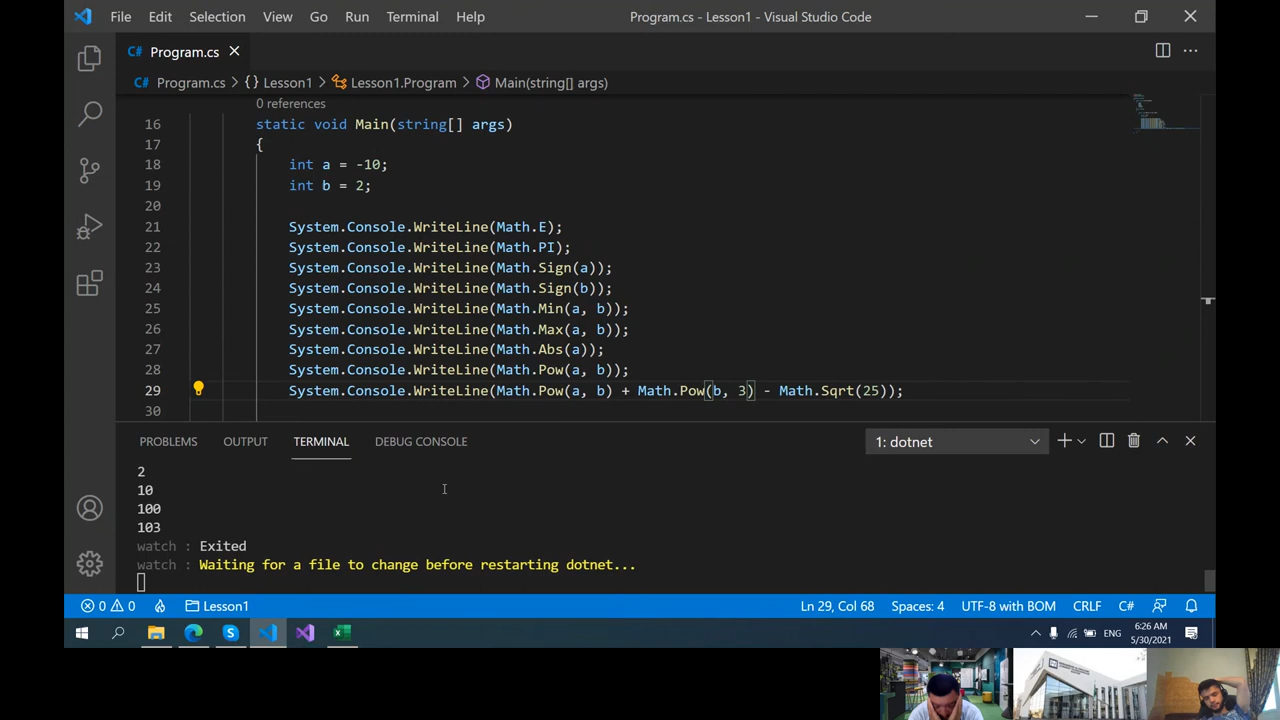 File Edit Selection View Go Run Terminal Help Program.cs - Lesson1 - Visual Studio Code
C# Program.cs
C# Program.cs > {} Lesson1 > Lesson1.Program > Main(string[] args)
0 references
16 static void Main(string[] args)
17 {
18 int a = -10;
19 int b = 2;
20
21 System.Console.WriteLine(Math.E);
22 System.Console.WriteLine(Math.PI);
23 System.Console.WriteLine(Math.Sign(a));
24 System.Console.WriteLine(Math.Sign(b));
25 System.Console.WriteLine(Math.Min(a, b));
26 System.Console.WriteLine(Math.Max(a, b));
27 System.Console.WriteLine(Math.Abs(a));
28 System.Console.WriteLine(Math.Pow(a, b));
29 System.Console.WriteLine(Math.Pow(a, b) + Math.Pow(b, 3) - Math.Sqrt(25));
30
PROBLEMS OUTPUT TERMINAL DEBUG CONSOLE 1: dotnet
2
10
100
103
watch : Exited
watch : Waiting for a file to change before restarting dotnet...
0 0 Lesson1 Ln 29, Col 68 Spaces: 4 UTF-8 with BOM CRLF C#
ENG 6:26 AM
5/30/2021